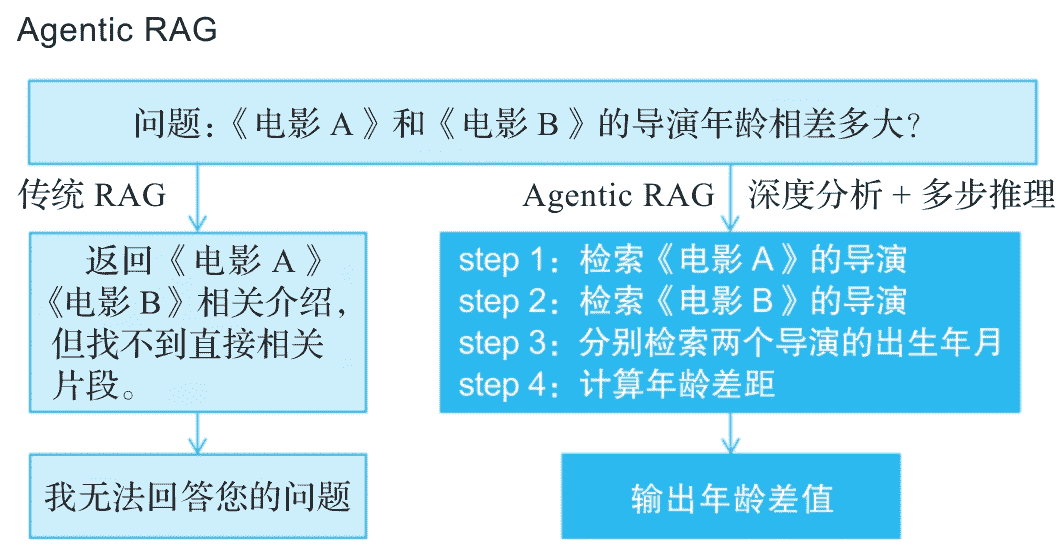 Agentic RAG
问题：《电影 A》和《电影 B》的导演年龄相差多大？
传统 RAG
Agentic RAG
深度分析 + 多步推理
返回《电影 A》
《电影 B》相关介绍，
但找不到直接相关
片段。
step 1：检索《电影A》的导演
step 2：检索《电影B》的导演
step 3：分别检索两个导演的出生年月
step 4：计算年龄差距
我无法回答您的问题
输出年龄差值